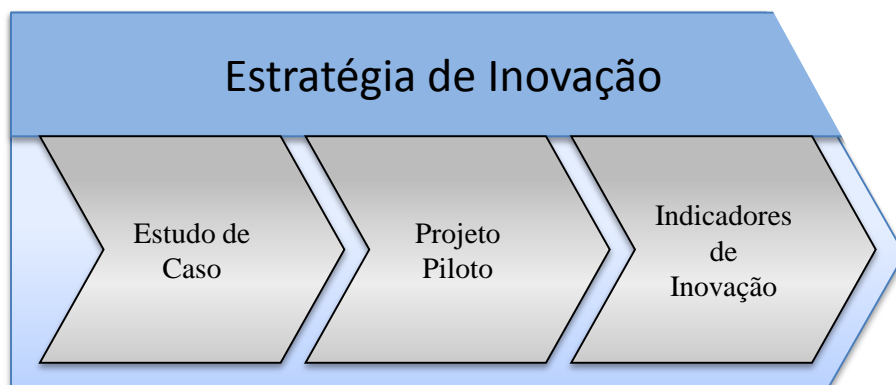 Estratégia de Inovação
Estudo de
Caso
Projeto
Piloto
Indicadores
de
Inovação